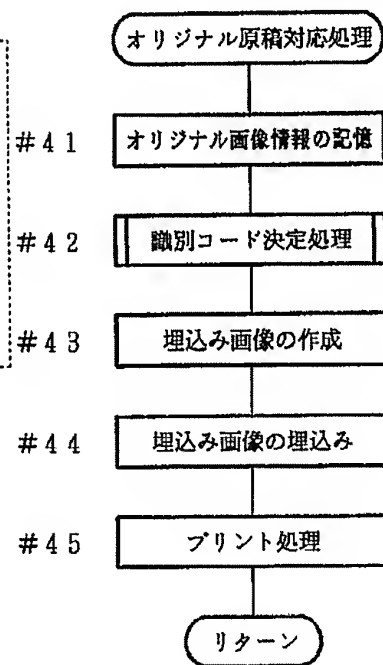 オリジナル原稿対応処理
#41 オリジナル画像情報の記憶
#42 識別コード決定処理
#43 埋込み画像の作成
#44 埋込み画像の埋込み
#45 プリント処理
リターン